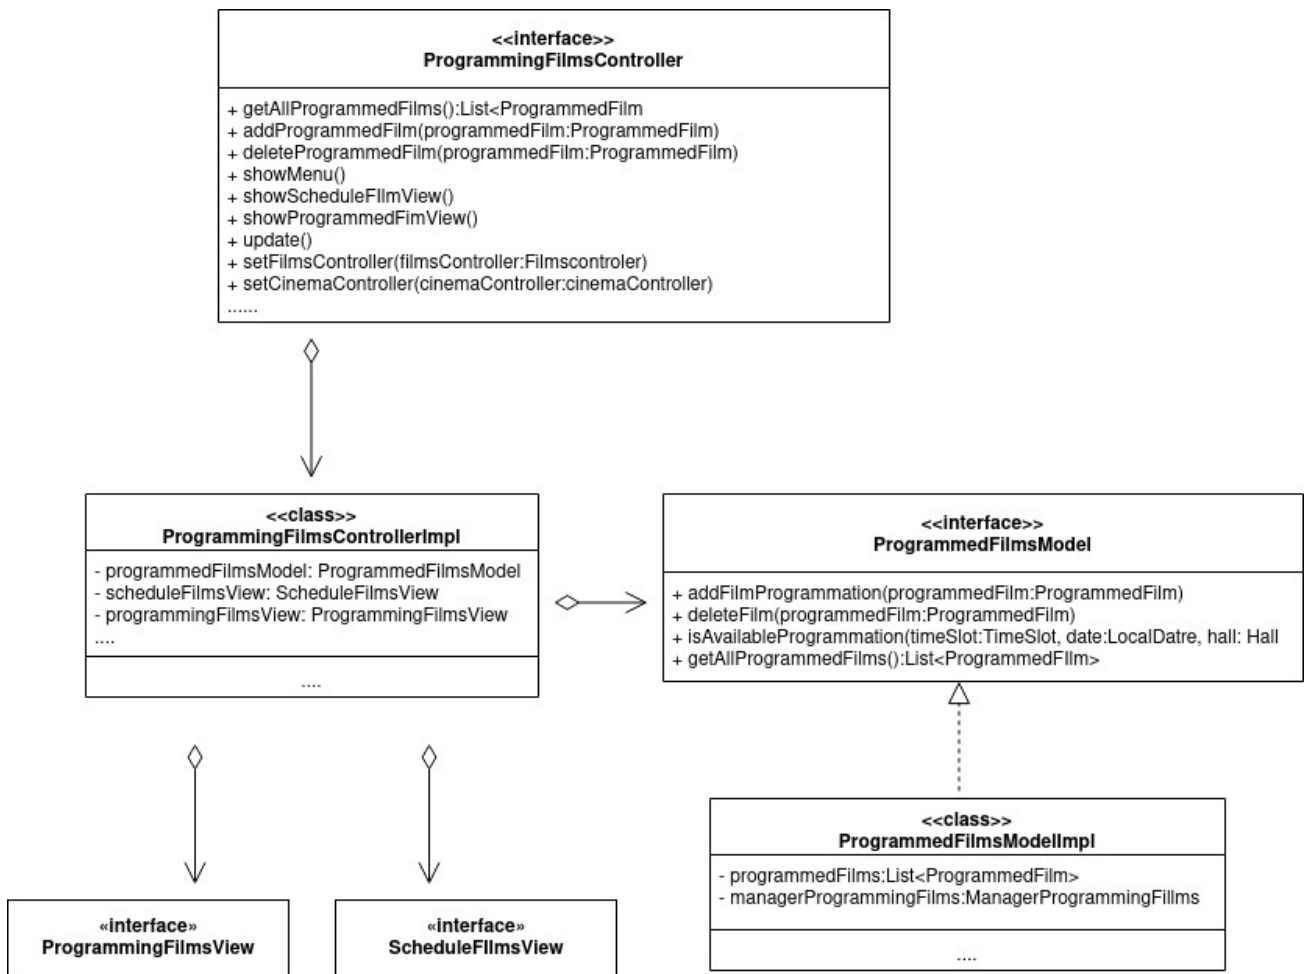 <<interface>>
ProgrammingFilmsController
+ getAllProgrammedFilms():List<ProgrammedFilm
+ addProgrammedFilm(programmedFilm:ProgrammedFilm)
+ deleteProgrammedFilm(programmedFilm:ProgrammedFilm)
+ showMenu()
+ showScheduleFIlmView()
+ showProgrammedFimView()
+ update()
+ setFilmsController(filmsController:Filmscontroler)
+ setCinemaController(cinemaController:cinemaController)
......
<<class>>
ProgrammingFilmsControllerImpl
- programmedFilmsModel: ProgrammedFilmsModel
- scheduleFilmsView: ScheduleFilmsView
- programmingFilmsView: ProgrammingFilmsView
....
....
<<interface>>
ProgrammedFilmsModel
+ addFilmProgrammation(programmedFilm:ProgrammedFilm)
+ deleteFilm(programmedFilm:ProgrammedFilm)
+ isAvailableProgrammation(timeSlot:TimeSlot, date:LocalDatre, hall: Hall
+ getAllProgrammedFilms():List<ProgrammedFIlm>
<<class>>
ProgrammedFilmsModelImpl
- programmedFilms:List<ProgrammedFilm>
- managerProgrammingFilms:ManagerProgrammingFillms
....
«interface»
ProgrammingFilmsView
«interface»
ScheduleFIlmsView